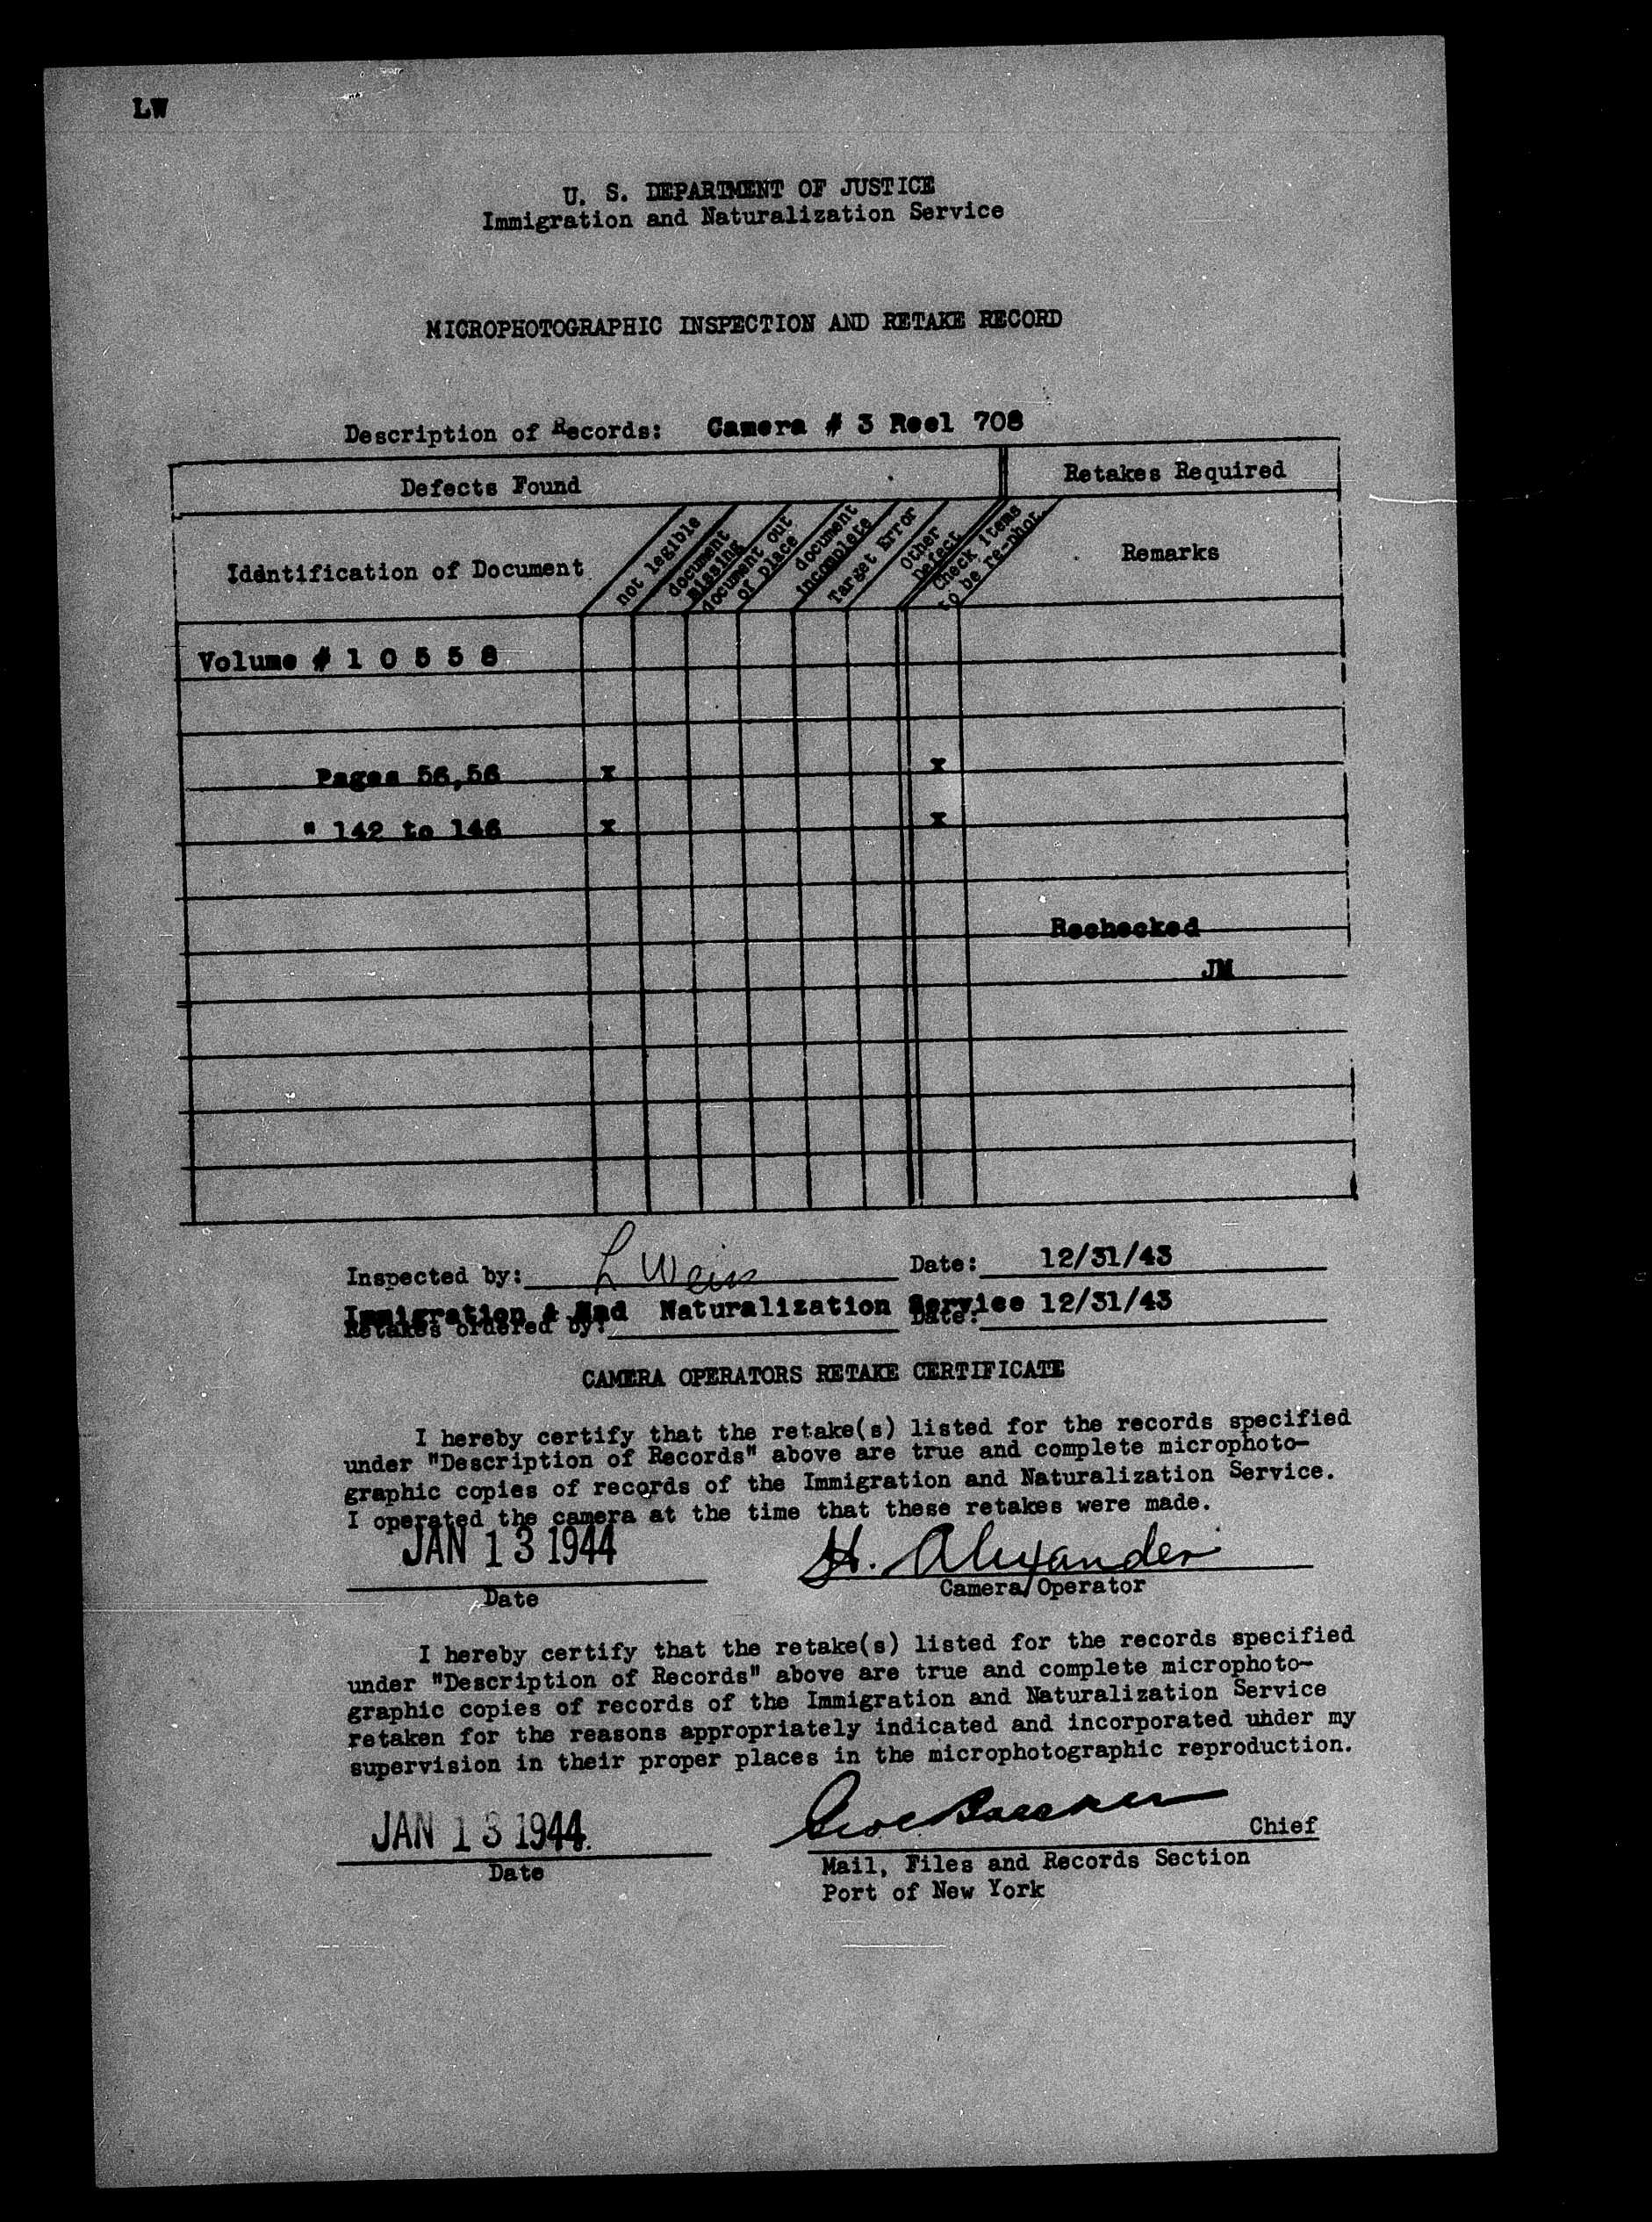 LW
U. S. DEPARTMENT OF JUSTICE
Immigration and Naturalization Service
MICROPHOTOGRAPHIC INSPECTION AND RETAKE RECORD
Description of Records: Camera # 3 Reel 708
Defects Found
Retakes Required
Identification of Document
not legible
document missing
document out of place
document incomplete
Target Error
Other Defect
Check items to be re-phot.
Remarks
Volume # 1 0 5 5 8
Pages 56,56 x x
" 142 to 146 x x
Rechecked
JM
Inspected by: L Weiss Date: 12/31/43
Immigration & And Naturalization Service 12/31/43
Retakes ordered by: Date:
CAMERA OPERATORS RETAKE CERTIFICATE
I hereby certify that the retake(s) listed for the records specified
under "Description of Records" above are true and complete microphoto-
graphic copies of records of the Immigration and Naturalization Service.
I operated the camera at the time that these retakes were made.
JAN 13 1944 H. Alexander
Date Camera Operator
I hereby certify that the retake(s) listed for the records specified
under "Description of Records" above are true and complete microphoto-
graphic copies of records of the Immigration and Naturalization Service
retaken for the reasons appropriately indicated and incorporated uhder my
supervision in their proper places in the microphotographic reproduction.
JAN 13 1944 Chief
Date Mail, Files and Records Section
Port of New York